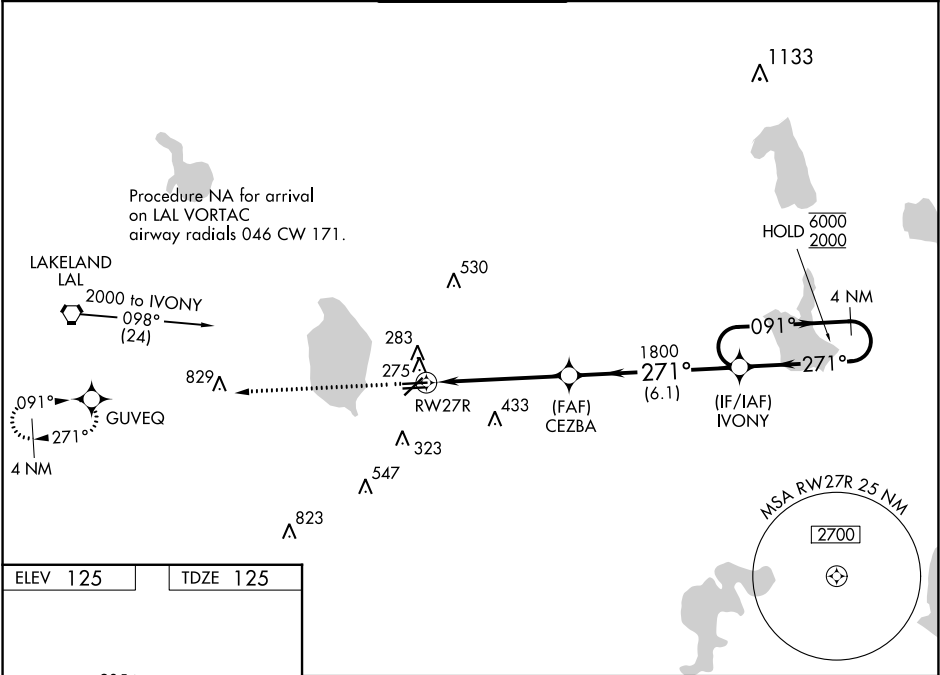 1133
Procedure NA for arrival
on LAL VORTAC
airway radials 046 CW 171.
HOLD 6000
2000
LAKELAND
LAL
2000 to IVONY
098°
(24)
530
4 NM
091°
283
275
1800
271°
(6.1)
271°
829
RW27R
(FAF)
CEZBA
(IF/IAF)
IVONY
091°
GUVEQ
271°
4 NM
433
323
547
823
MSA RW27R 25 NM
2700
ELEV 125
TDZE 125